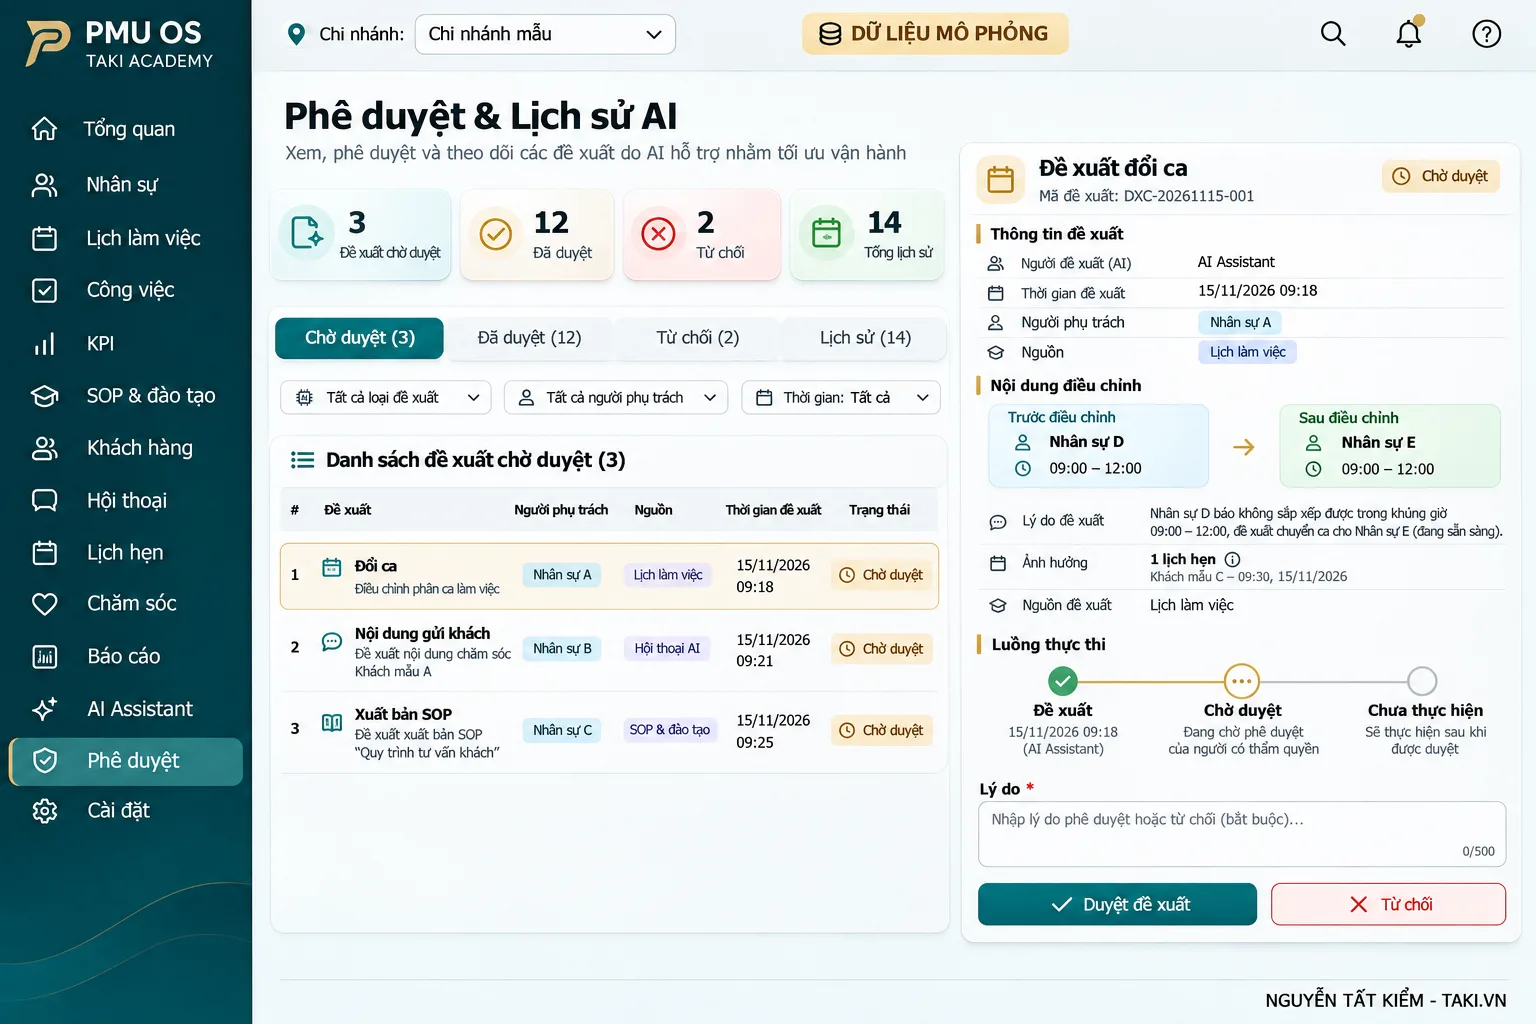 PMU OS
TAKI ACADEMY
Tổng quan
Nhân sự
Lịch làm việc
Công việc
KPI
SOP & đào tạo
Khách hàng
Hội thoại
Lịch hẹn
Chăm sóc
Báo cáo
AI Assistant
Phê duyệt
Cài đặt
Chi nhánh:
Chi nhánh mẫu
DỮ LIỆU MÔ PHỎNG
Phê duyệt & Lịch sử AI
Xem, phê duyệt và theo dõi các đề xuất do AI hỗ trợ nhằm tối ưu vận hành
3
Đề xuất chờ duyệt
12
Đã duyệt
2
Từ chối
14
Tổng lịch sử
Chờ duyệt (3)
Đã duyệt (12)
Từ chối (2)
Lịch sử (14)
Tất cả loại đề xuất
Tất cả người phụ trách
Thời gian: Tất cả
Danh sách đề xuất chờ duyệt (3)
# Đề xuất Người phụ trách Nguồn Thời gian đề xuất Trạng thái
1
Đổi ca
Điều chỉnh phân ca làm việc
Nhân sự A
Lịch làm việc
15/11/2026
09:18
Chờ duyệt
2
Nội dung gửi khách
Đề xuất nội dung chăm sóc
Khách mẫu A
Nhân sự B
Hội thoại AI
15/11/2026
09:21
Chờ duyệt
3
Xuất bản SOP
Đề xuất xuất bản SOP
“Quy trình tư vấn khách”
Nhân sự C
SOP & đào tạo
15/11/2026
09:25
Chờ duyệt
Đề xuất đổi ca
Mã đề xuất: DXC-20261115-001
Chờ duyệt
Thông tin đề xuất
Người đề xuất (AI) AI Assistant
Thời gian đề xuất 15/11/2026 09:18
Người phụ trách Nhân sự A
Nguồn Lịch làm việc
Nội dung điều chỉnh
Trước điều chỉnh
Nhân sự D
09:00 – 12:00
Sau điều chỉnh
Nhân sự E
09:00 – 12:00
Lý do đề xuất
Nhân sự D báo không sắp xếp được trong khủng giờ
09:00 – 12:00, đề xuất chuyển ca cho Nhân sự E (đang sẵn sàng).
Ảnh hưởng
1 lịch hẹn
Khách mẫu C – 09:30, 15/11/2026
Nguồn đề xuất Lịch làm việc
Luồng thực thi
Đề xuất
15/11/2026 09:18
(AI Assistant)
Chờ duyệt
Đang chờ phê duyệt
của người có thẩm quyền
Chưa thực hiện
Sẽ thực hiện sau khi
được duyệt
Lý do *
Nhập lý do phê duyệt hoặc từ chối (bắt buộc)...
0/500
Duyệt đề xuất
Từ chối
NGUYỄN TẤT KIỂM - TAKI.VN